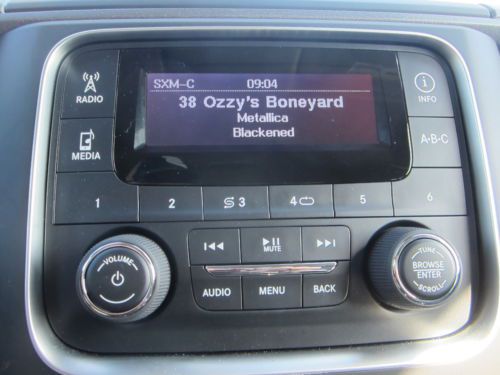 SXM-C 09:04
38 Ozzy's Boneyard
Metallica
Blackened
RADIO
INFO
MEDIA
A-B-C
1 2 3 4 5 6
MUTE
VOLUME
AUDIO MENU BACK
TUNE
BROWSE
ENTER
SCROLL